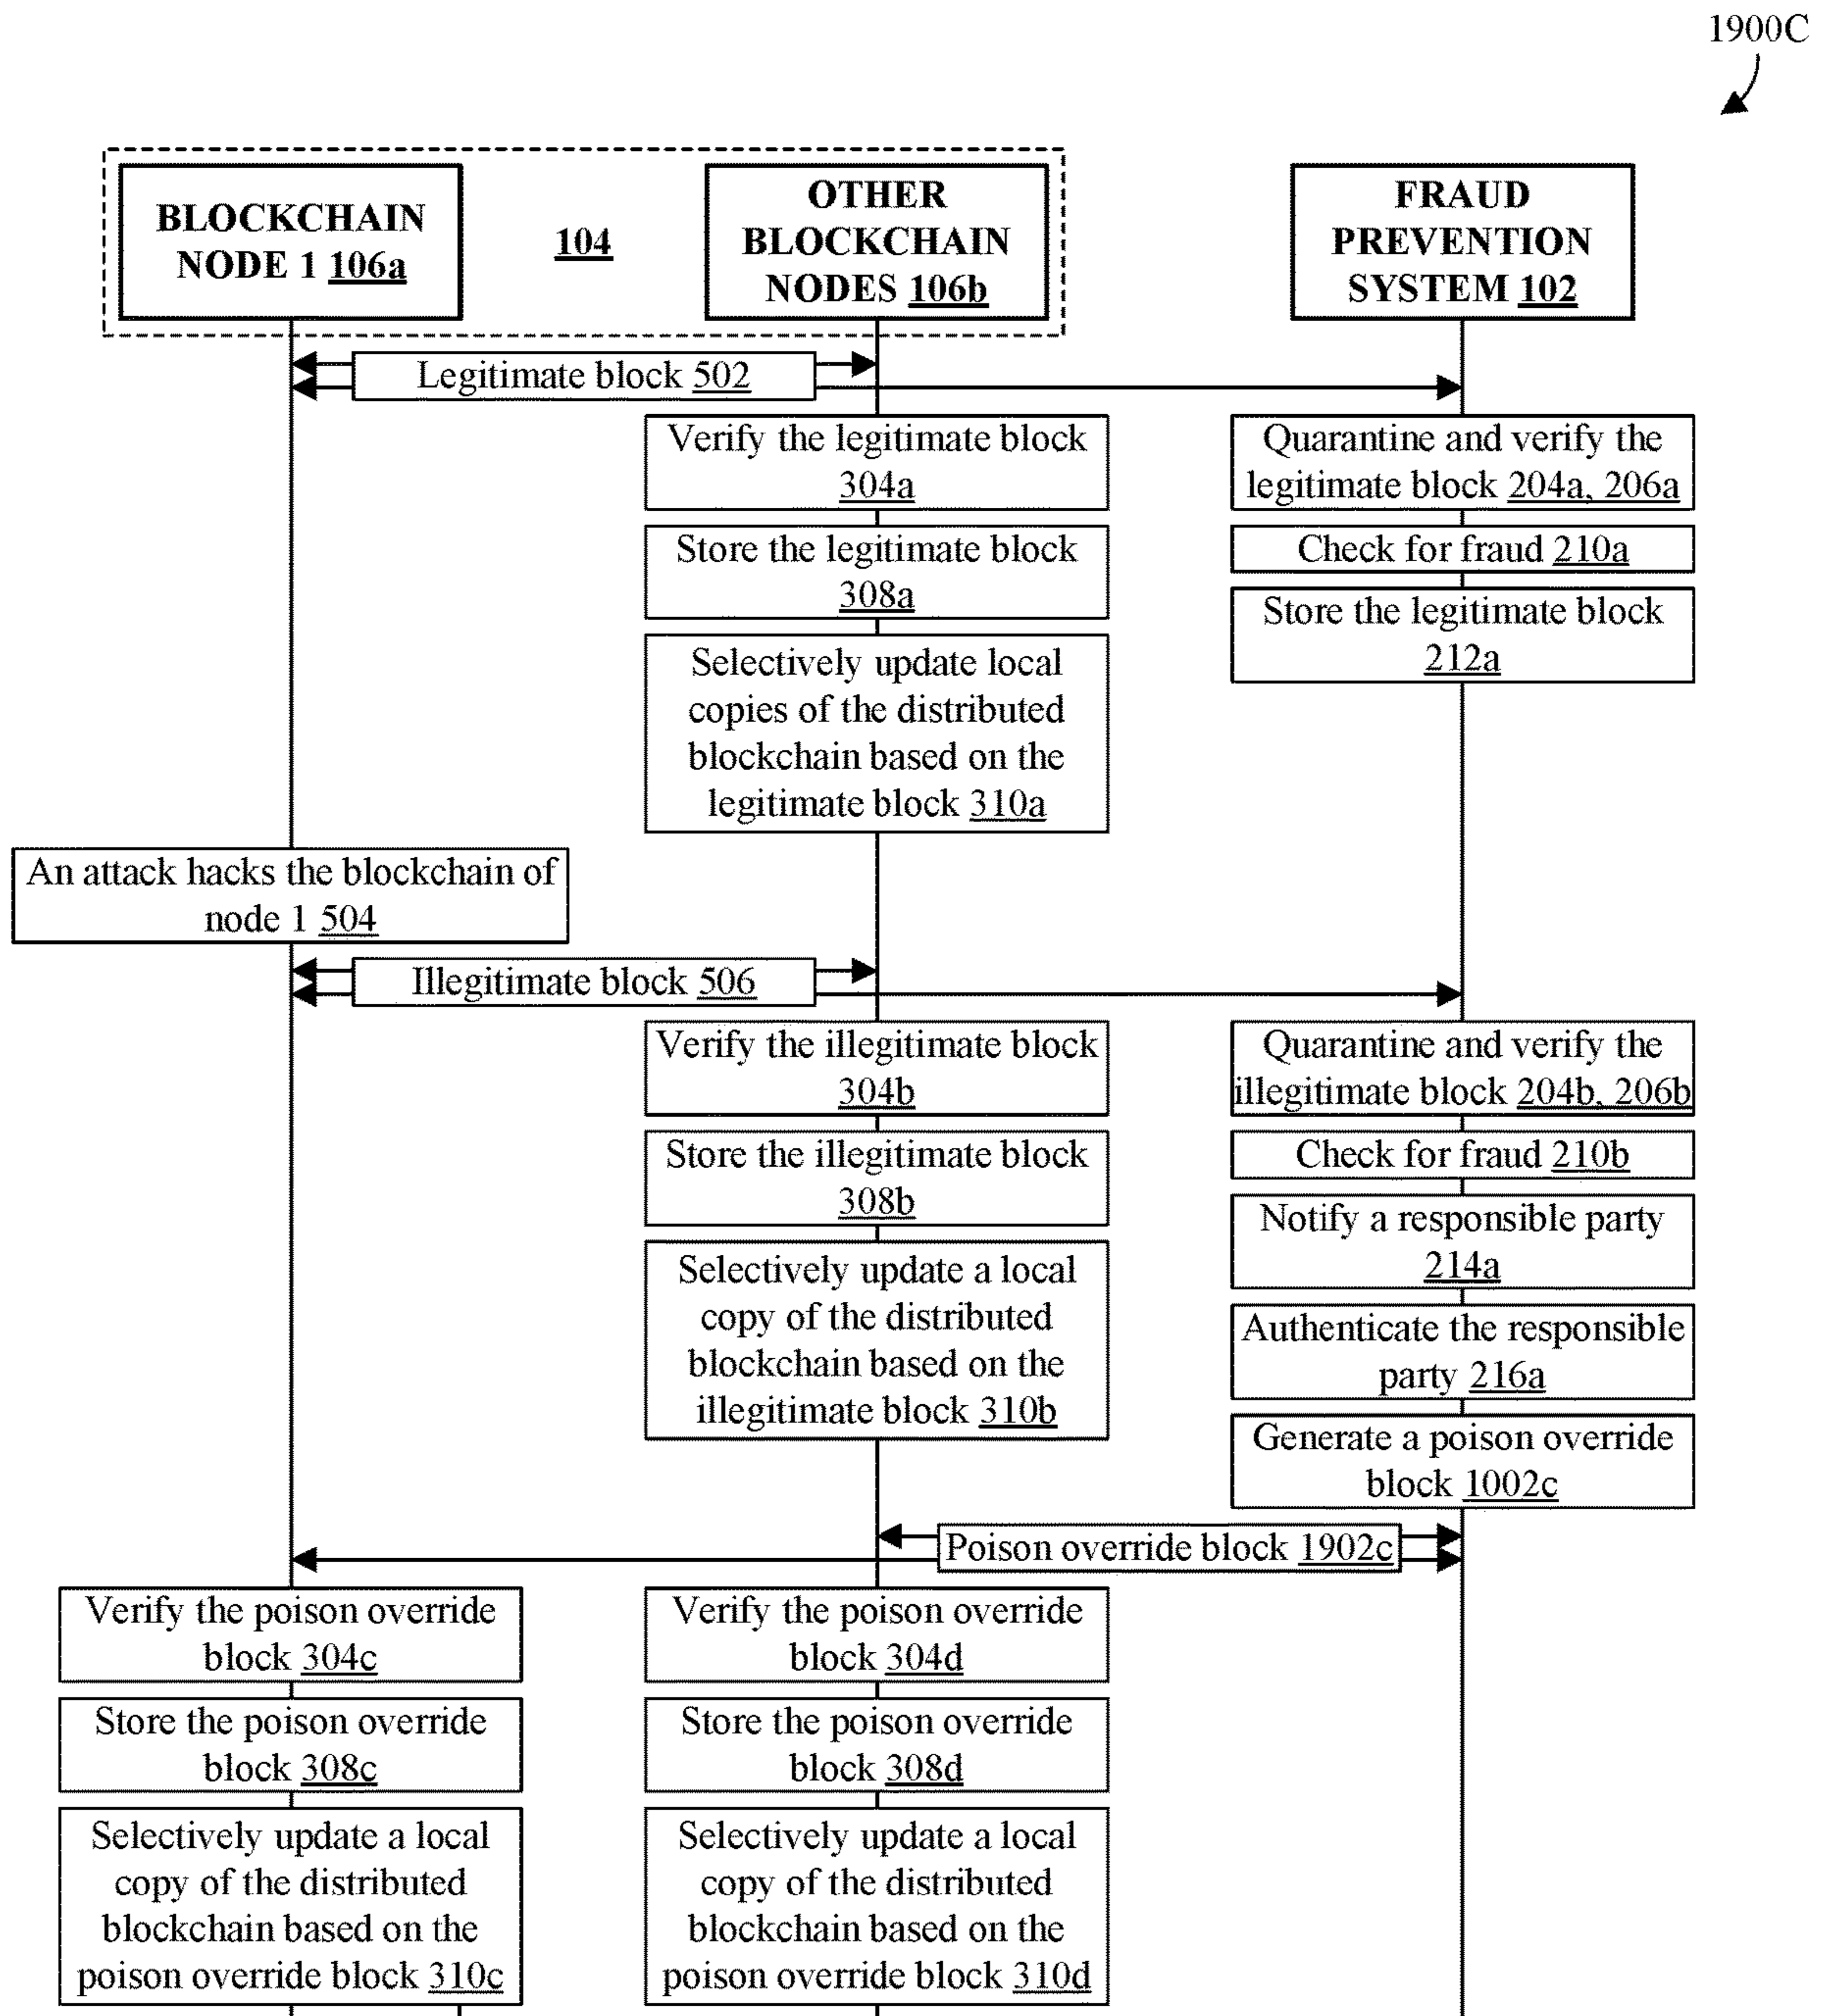 1900C
BLOCKCHAIN
NODE 1 106a
104
OTHER
BLOCKCHAIN
NODES 106b
FRAUD
PREVENTION
SYSTEM 102
Legitimate block 502
Verify the legitimate block
304a
Quarantine and verify the
legitimate block 204a, 206a
Store the legitimate block
308a
Check for fraud 210a
Store the legitimate block
212a
Selectively update local
copies of the distributed
blockchain based on the
legitimate block 310a
An attack hacks the blockchain of
node 1 504
Illegitimate block 506
Verify the illegitimate block
304b
Quarantine and verify the
illegitimate block 204b, 206b
Store the illegitimate block
308b
Check for fraud 210b
Notify a responsible party
214a
Selectively update a local
copy of the distributed
blockchain based on the
illegitimate block 310b
Authenticate the responsible
party 216a
Generate a poison override
block 1002c
Poison override block 1902c
Verify the poison override
block 304c
Verify the poison override
block 304d
Store the poison override
block 308c
Store the poison override
block 308d
Selectively update a local
copy of the distributed
blockchain based on the
poison override block 310c
Selectively update a local
copy of the distributed
blockchain based on the
poison override block 310d